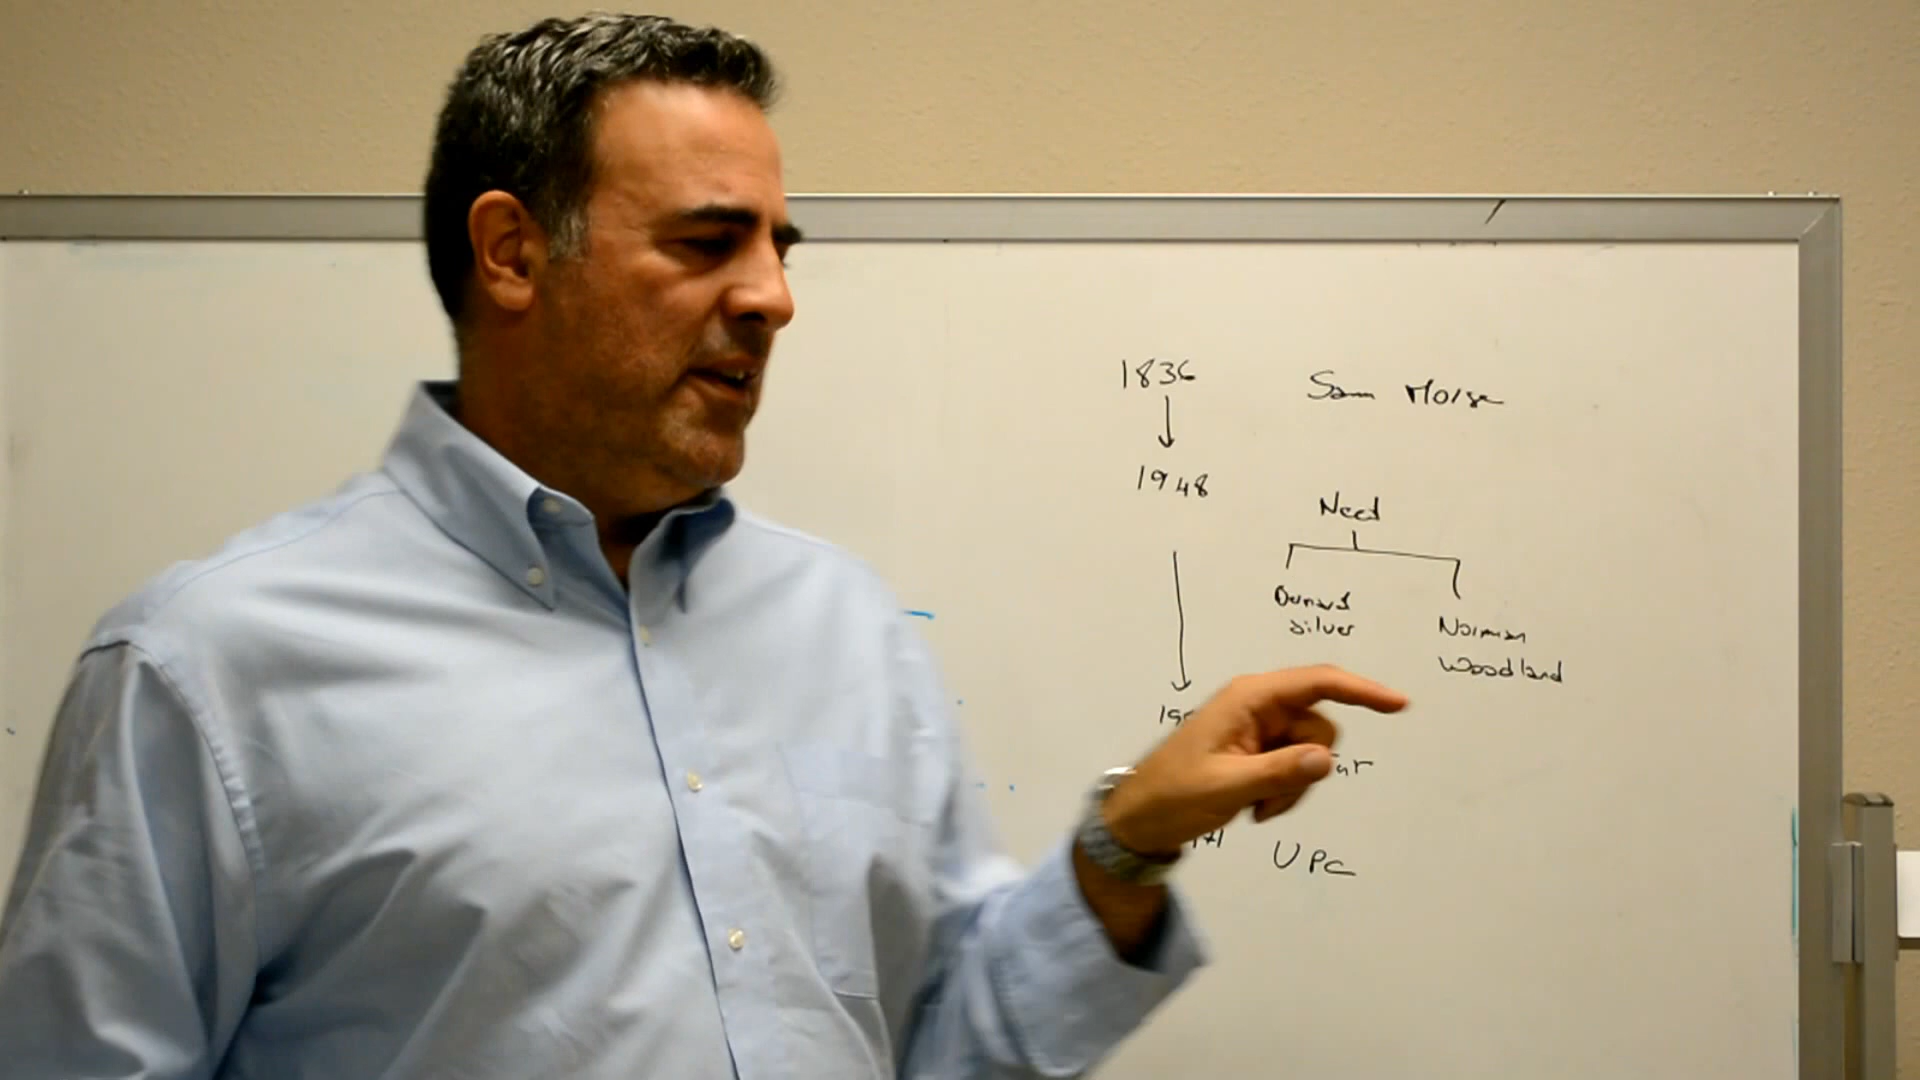 1836 Sam Morse
1948
Need
Bernard
Silver
Norman
Woodland
UPC